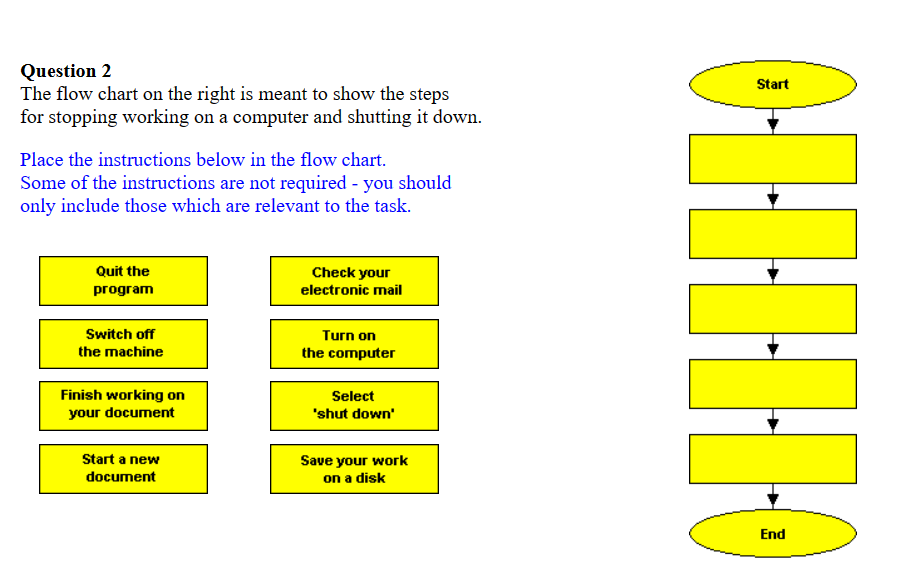 Question 2
The flow chart on the right is meant to show the steps
for stopping working on a computer and shutting it down.
Place the instructions below in the flow chart.
Some of the instructions are not required - you should
only include those which are relevant to the task.
Quit the
program
Check your
electronic mail
Switch off
the machine
Turn on
the computer
Finish working on
your document
Select
'shut down'
Start a new
document
Save your work
on a disk
Start
End